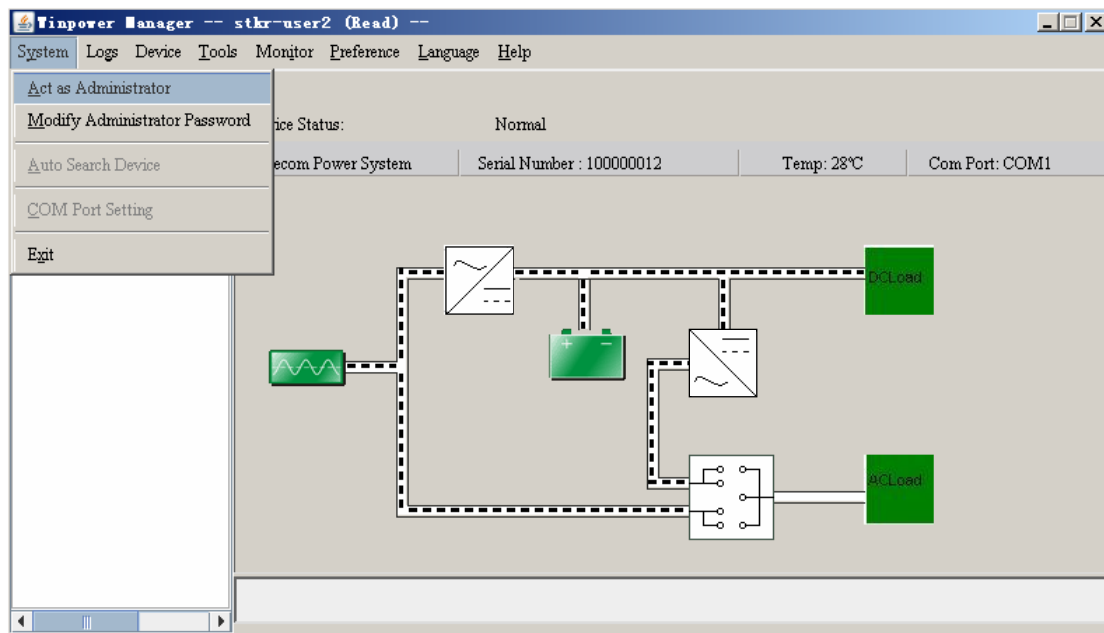 Winpower Manager -- stkr-user2 (Read) --
System Logs Device Tools Monitor Preference Language Help
Act as Administrator
Modify Administrator Password
Auto Search Device
COM Port Setting
Exit
ice Status: Normal
ecom Power System Serial Number : 100000012 Temp: 28℃ Com Port: COM1
DCLoad
ACLoad